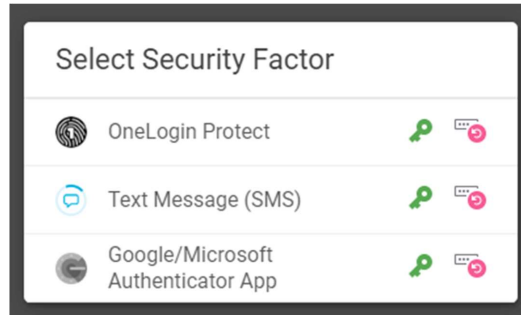 Select Security Factor
OneLogin Protect
Text Message (SMS)
Google/Microsoft
Authenticator App